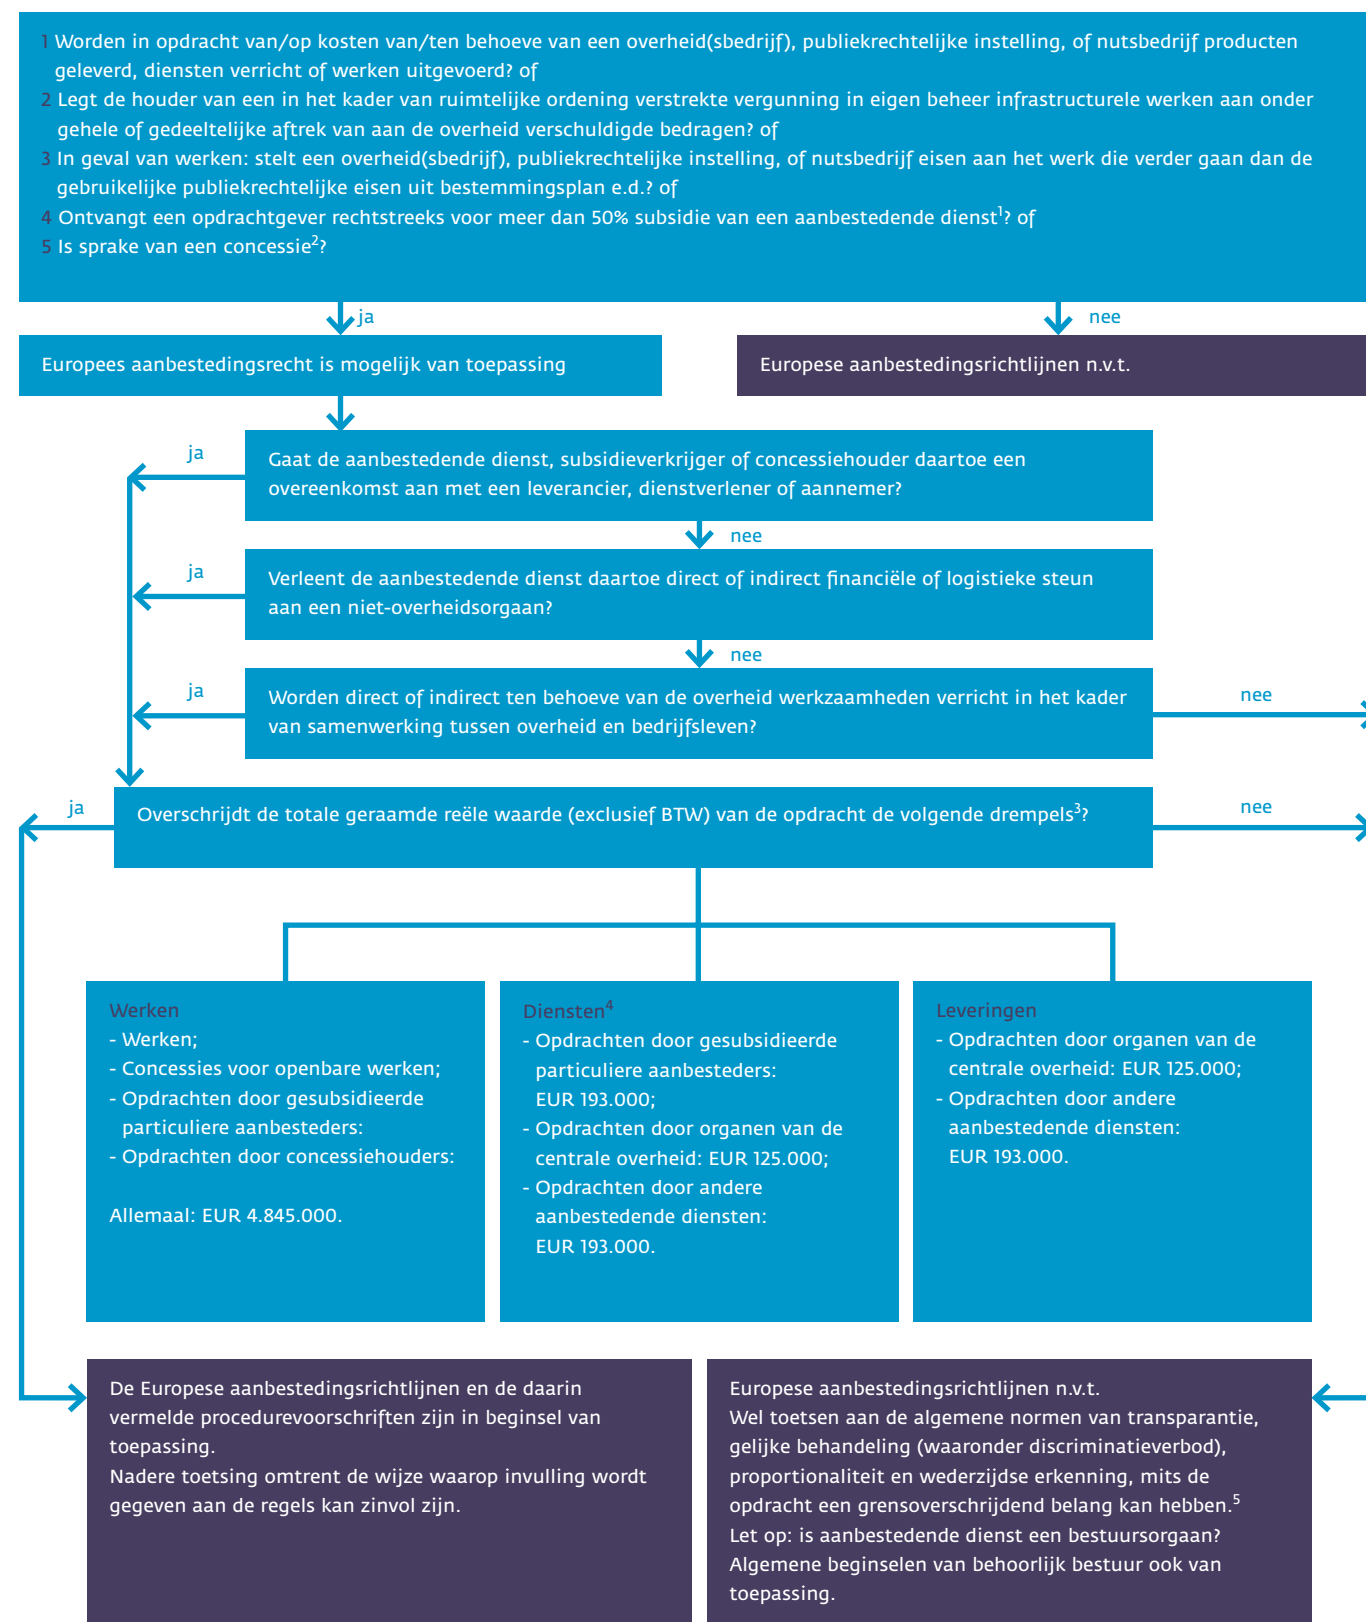 1 Worden in opdracht van/op kosten van/ten behoeve van een overheid(sbedrijf), publiekrechtelijke instelling, of nutsbedrijf producten
geleverd, diensten verricht of werken uitgevoerd? of
2 Legt de houder van een in het kader van ruimtelijke ordening verstrekte vergunning in eigen beheer infrastructurele werken aan onder
gehele of gedeeltelijke aftrek van aan de overheid verschuldigde bedragen? of
3 In geval van werken: stelt een overheid(sbedrijf), publiekrechtelijke instelling, of nutsbedrijf eisen aan het werk die verder gaan dan de
gebruikelijke publiekrechtelijke eisen uit bestemmingsplan e.d.? of
4 Ontvangt een opdrachtgever rechtstreeks voor meer dan 50% subsidie van een aanbestedende dienst¹? of
5 Is sprake van een concessie²?
ja
nee
Europees aanbestedingsrecht is mogelijk van toepassing
Europese aanbestedingsrichtlijnen n.v.t.
ja
Gaat de aanbestedende dienst, subsidieverkrijger of concessiehouder daartoe een
overeenkomst aan met een leverancier, dienstverlener of aannemer?
nee
ja
Verleent de aanbestedende dienst daartoe direct of indirect financiële of logistieke steun
aan een niet-overheidsorgaan?
nee
ja
Worden direct of indirect ten behoeve van de overheid werkzaamheden verricht in het kader
van samenwerking tussen overheid en bedrijfsleven?
nee
ja
Overschrijdt de totale geraamde reële waarde (exclusief BTW) van de opdracht de volgende drempels³?
nee
Werken
- Werken;
- Concessies voor openbare werken;
- Opdrachten door gesubsidieerde
particuliere aanbesteders:
- Opdrachten door concessiehouders:
Allemaal: EUR 4.845.000.
Diensten⁴
- Opdrachten door gesubsidieerde
particuliere aanbesteders:
EUR 193.000;
- Opdrachten door organen van de
centrale overheid: EUR 125.000;
- Opdrachten door andere
aanbestedende diensten:
EUR 193.000.
Leveringen
- Opdrachten door organen van de
centrale overheid: EUR 125.000;
- Opdrachten door andere
aanbestedende diensten:
EUR 193.000.
De Europese aanbestedingsrichtlijnen en de daarin
vermelde procedurevoorschriften zijn in beginsel van
toepassing.
Nadere toetsing omtrent de wijze waarop invulling wordt
gegeven aan de regels kan zinvol zijn.
Europese aanbestedingsrichtlijnen n.v.t.
Wel toetsen aan de algemene normen van transparantie,
gelijke behandeling (waaronder discriminatieverbod),
proportionaliteit en wederzijdse erkenning, mits de
opdracht een grensoverschrijdend belang kan hebben.⁵
Let op: is aanbestedende dienst een bestuursorgaan?
Algemene beginselen van behoorlijk bestuur ook van
toepassing.